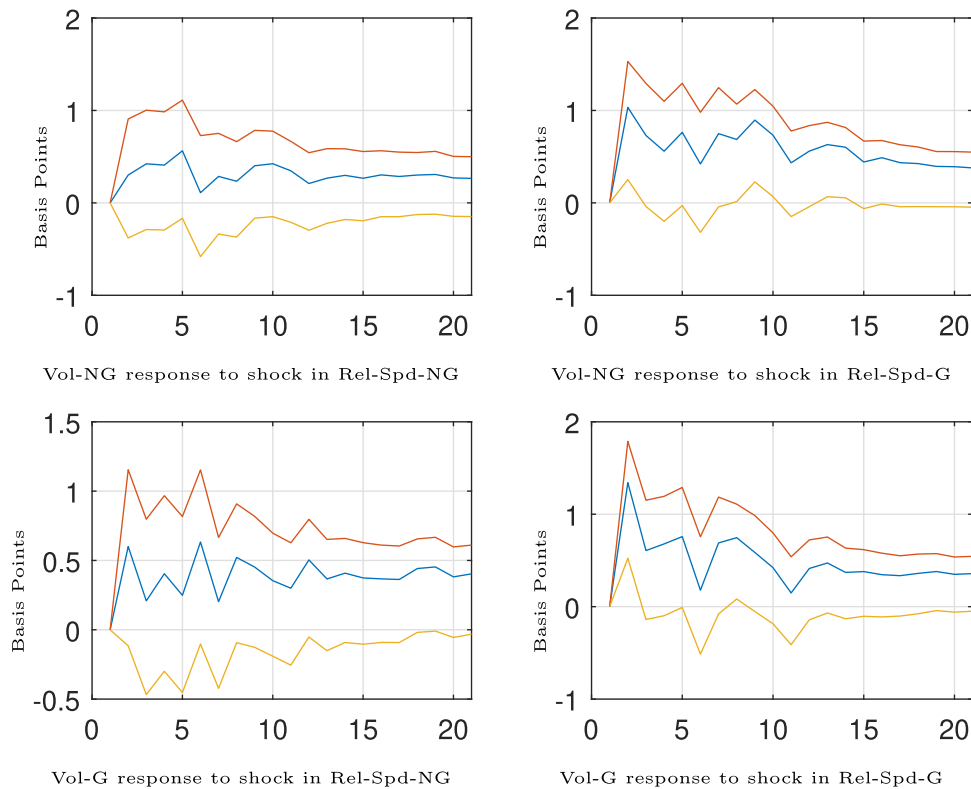 2
1
0
-1
Basis Points
0 5 10 15 20
Vol-NG response to shock in Rel-Spd-NG
2
1
0
-1
Basis Points
0 5 10 15 20
Vol-NG response to shock in Rel-Spd-G
1.5
1
0.5
0
-0.5
Basis Points
0 5 10 15 20
Vol-G response to shock in Rel-Spd-NG
2
1
0
-1
Basis Points
0 5 10 15 20
Vol-G response to shock in Rel-Spd-G